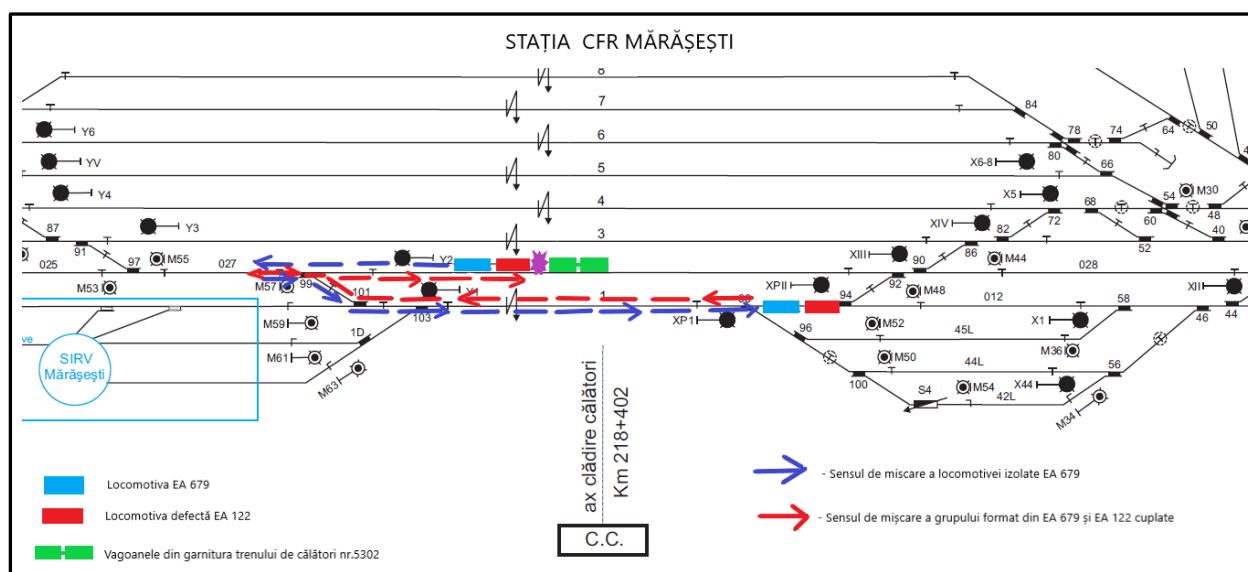 STAȚIA CFR MĂRĂȘEȘTI
8
7
84
6
78
74
64
50
Y6
80
X6-8
66
YV
5
X5
M30
Y4
4
68
54
60
48
72
XIV
Y3
87
3
82
52
40
91
M55
Y2
XIII
86
M44
97
90
025
027
028
M53
M57
99
92
XPII
M48
XII
101
1
94
012
58
103
XP1
M59
M52
X1
46
44
1D
96
45L
M61
M50
M36
SIRV
Mărăşeşti
44L
M63
100
56
S4
M54
X44
42L
M34
ax clădire călători
Km 218+402
C.C.
Locomotiva EA 679
- Sensul de miscare a locomotivei izolate EA 679
Locomotiva defectă EA 122
- Sensul de mișcare a grupului format din EA 679 și EA 122 cuplate
Vagoanele din garnitura trenului de călători nr.5302